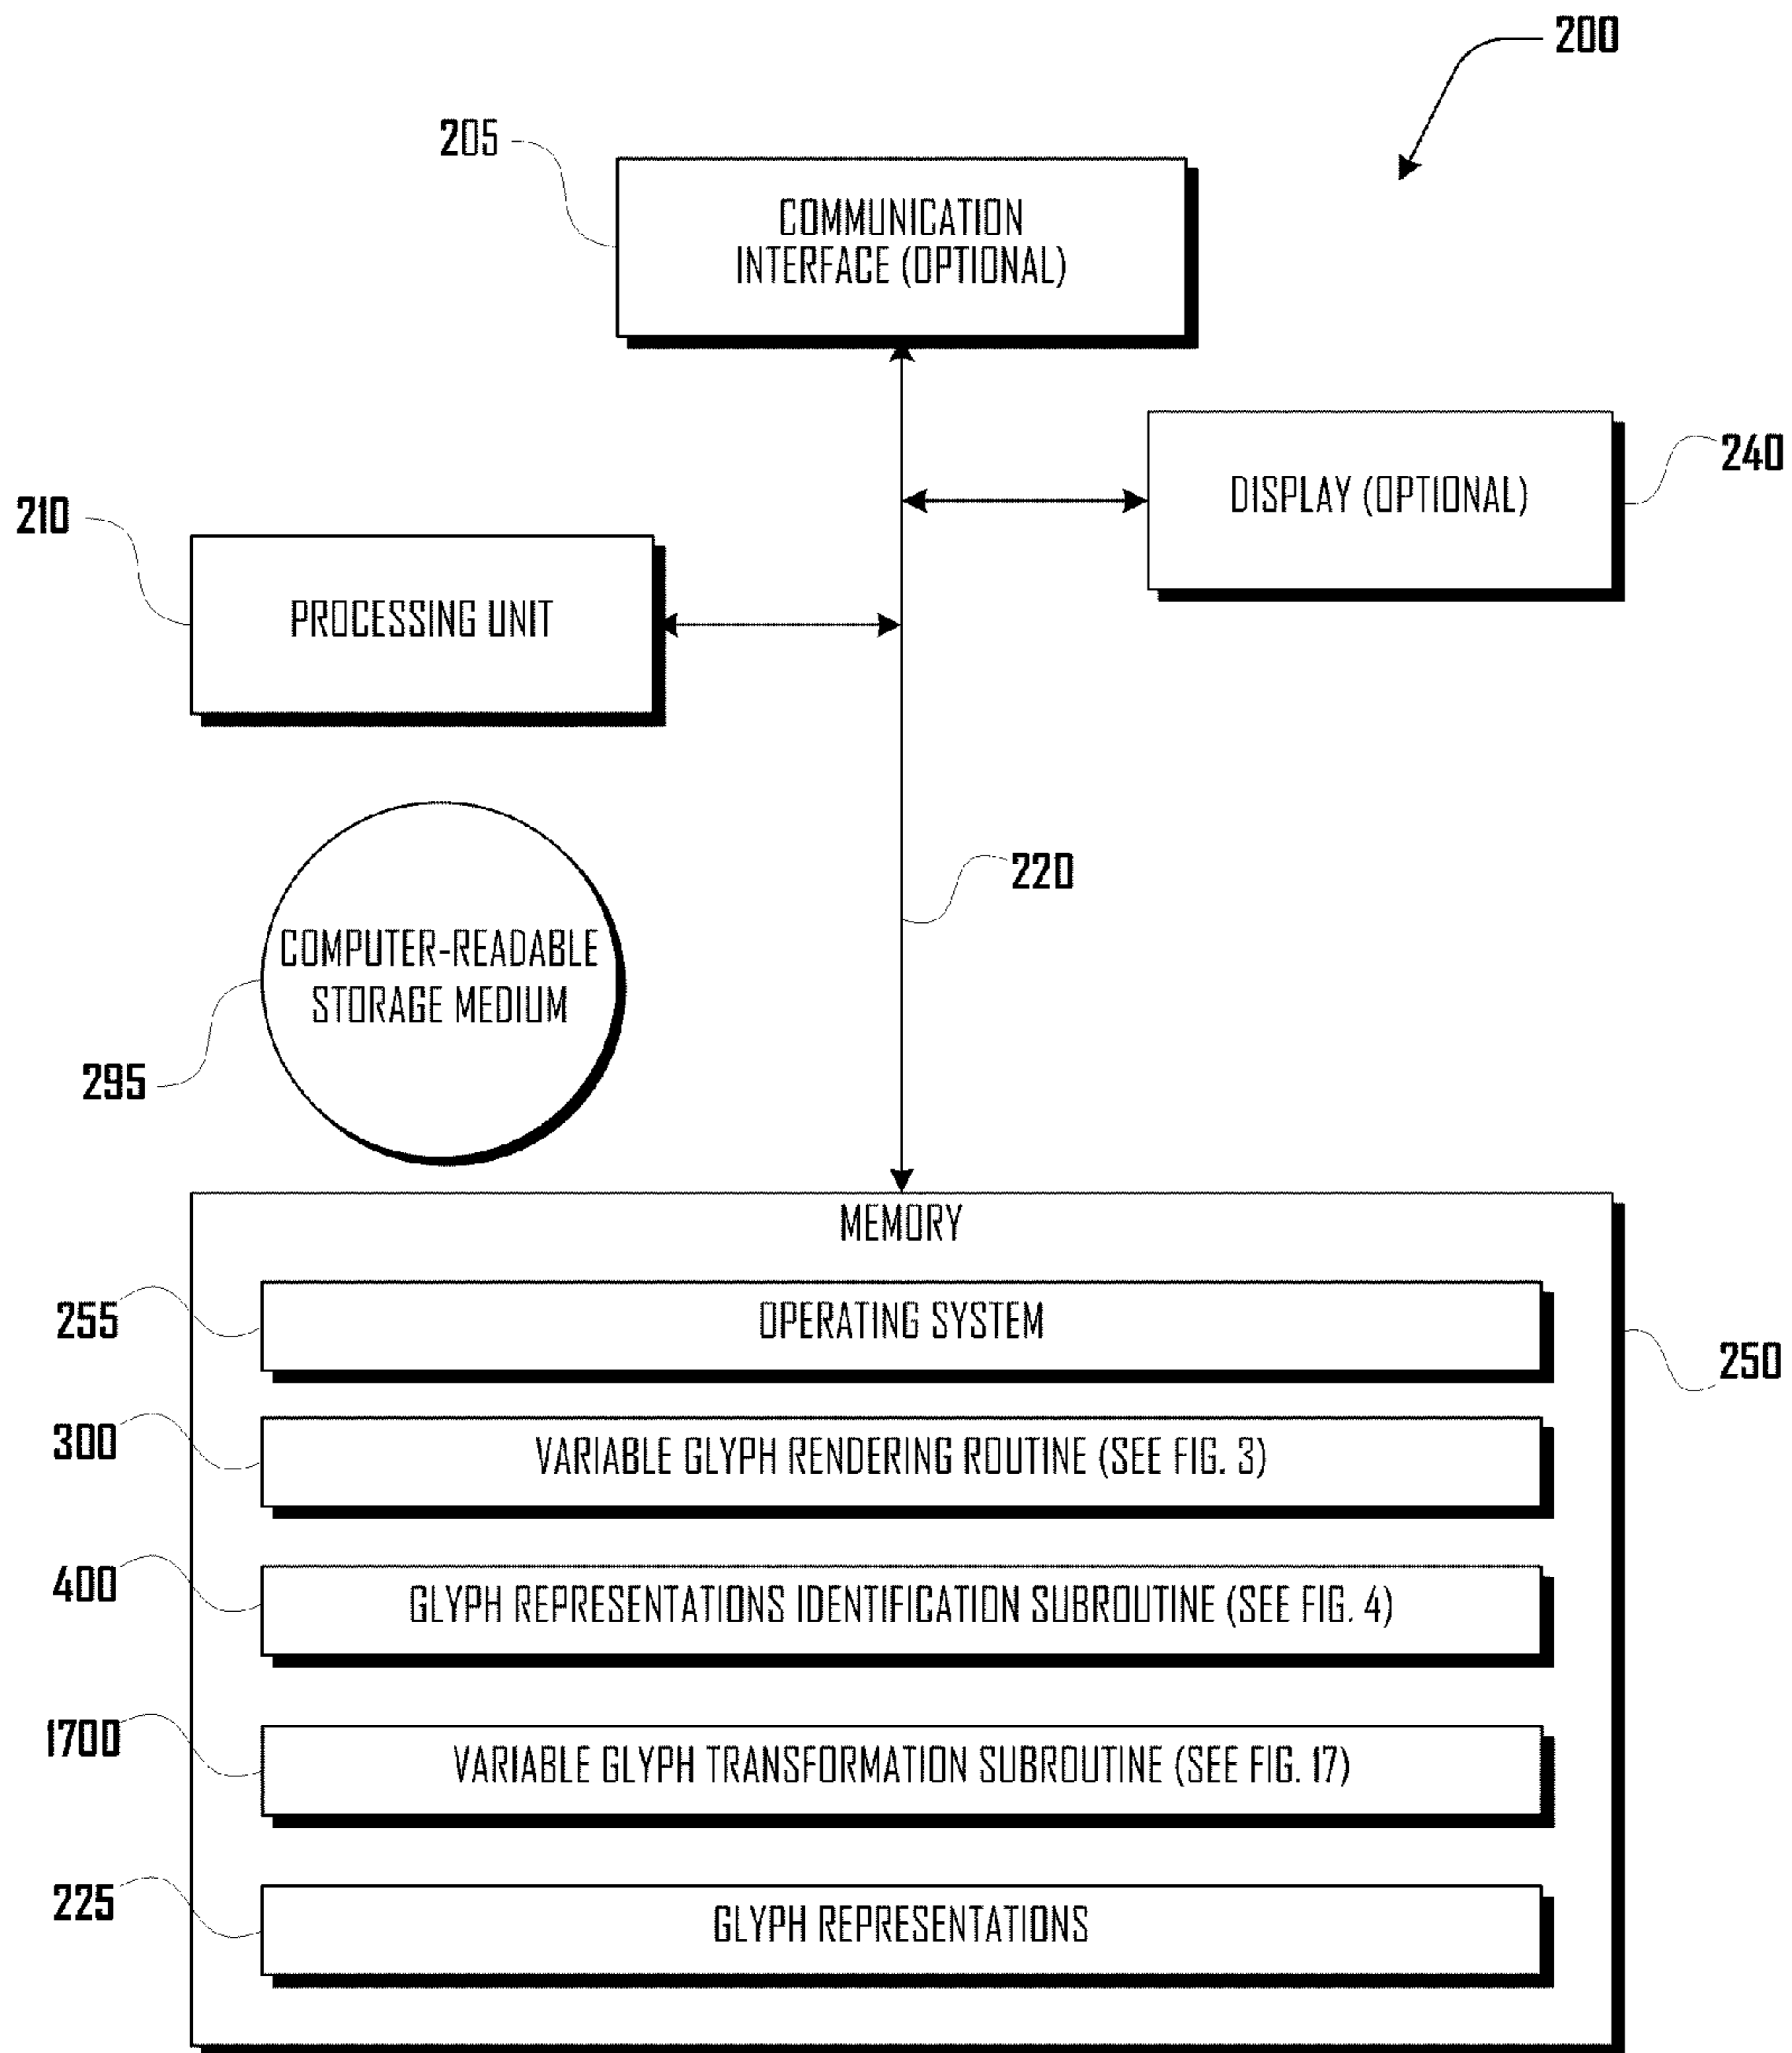 200
205
COMMUNICATION
INTERFACE (OPTIONAL)
240
DISPLAY (OPTIONAL)
210
PROCESSING UNIT
220
COMPUTER-READABLE
STORAGE MEDIUM
295
MEMORY
255
OPERATING SYSTEM
250
300
VARIABLE GLYPH RENDERING ROUTINE (SEE FIG. 3)
400
GLYPH REPRESENTATIONS IDENTIFICATION SUBROUTINE (SEE FIG. 4)
1700
VARIABLE GLYPH TRANSFORMATION SUBROUTINE (SEE FIG. 17)
225
GLYPH REPRESENTATIONS